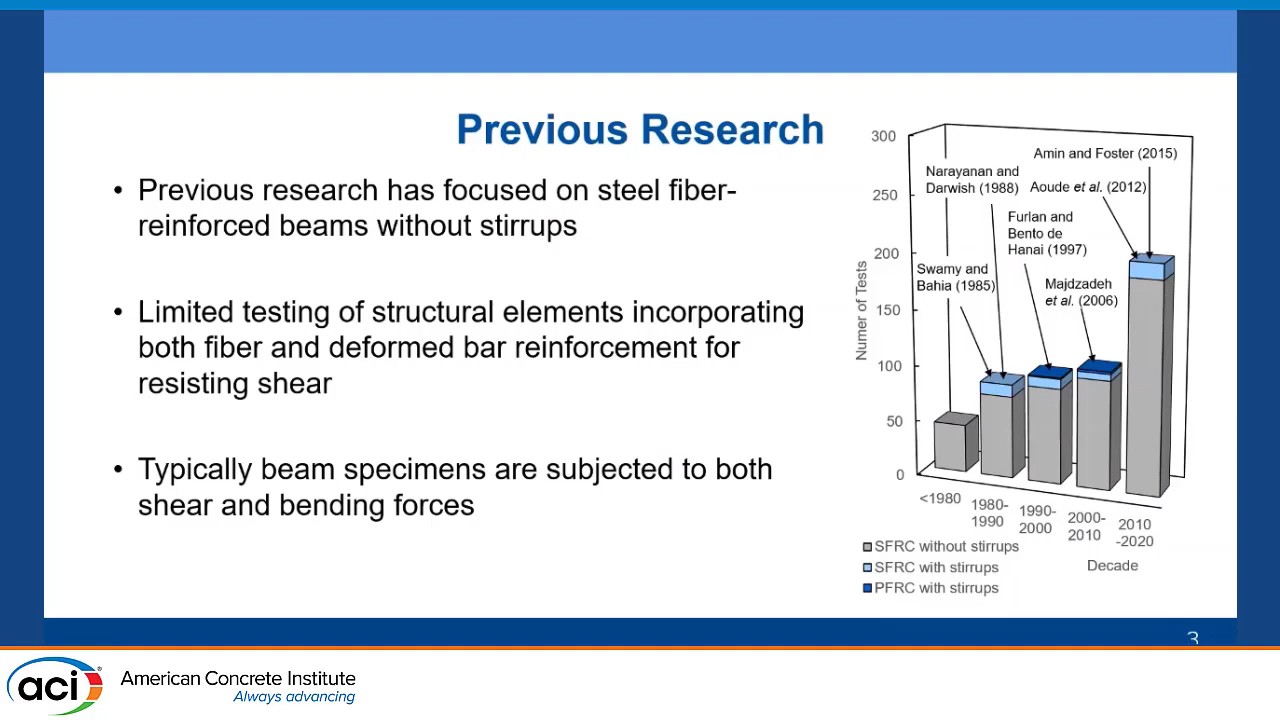 Previous Research
• Previous research has focused on steel fiber-
reinforced beams without stirrups
• Limited testing of structural elements incorporating
both fiber and deformed bar reinforcement for
resisting shear
• Typically beam specimens are subjected to both
shear and bending forces
Numer of Tests
300
250
200
150
100
50
0
Amin and Foster (2015)
Narayanan and
Darwish (1988)
Aoude et al. (2012)
Furlan and
Bento de
Hanai (1997)
Swamy and
Bahia (1985)
Majdzadeh
et al. (2006)
<1980
1980-
1990
1990-
2000
2000-
2010
2010
-2020
Decade
SFRC without stirrups
SFRC with stirrups
PFRC with stirrups
3
aci
®
American Concrete Institute
Always advancing